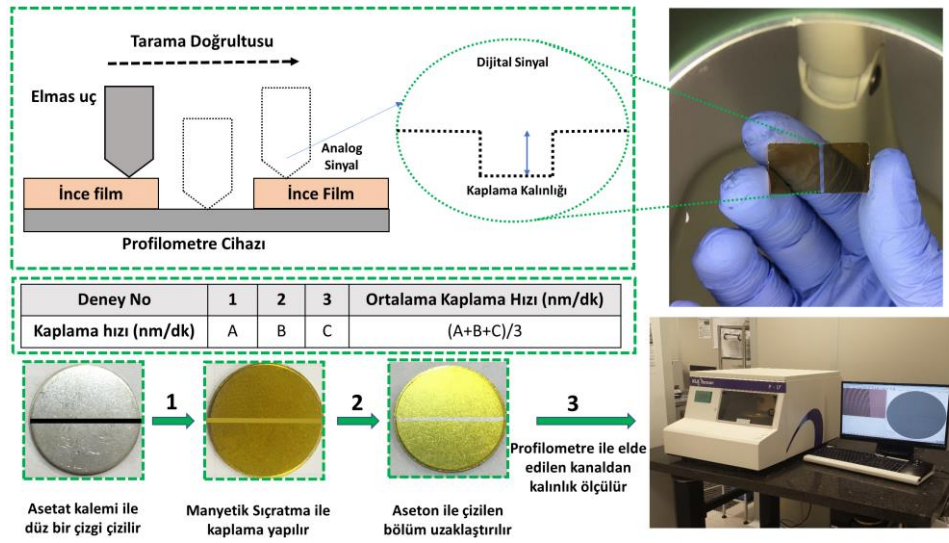 Tarama Doğrultusu
Elmas uç
Analog
Sinyal
İnce film
İnce Film
Profilometre Cihazı
Dijital Sinyal
Kaplama Kalınlığı
Deney No 1 2 3 Ortalama Kaplama Hızı (nm/dk)
Kaplama hızı (nm/dk) A B C (A+B+C)/3
1
2
3
Asetat kalemi ile
düz bir çizgi çizilir
Manyetik Sıçratma ile
kaplama yapılır
Aseton ile çizilen
bölüm uzaklaştırılır
Profilometre ile elde
edilen kanaldan
kalınlık ölçülür